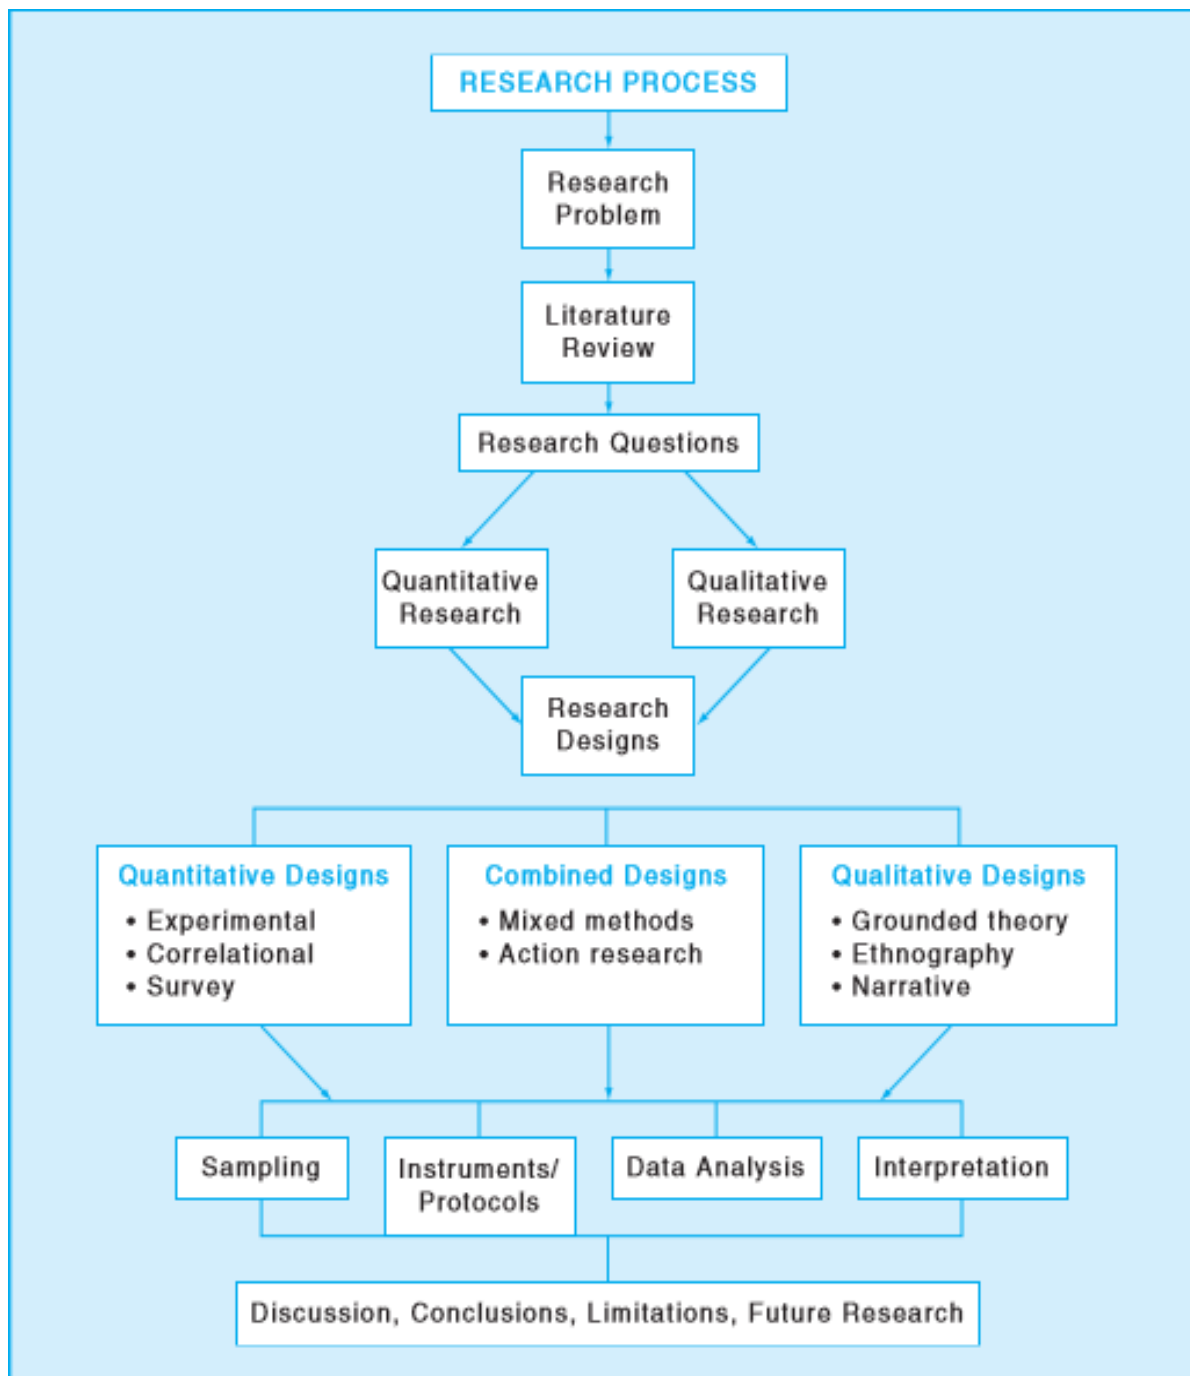 RESEARCH PROCESS
Research
Problem
Literature
Review
Research Questions
Quantitative
Research
Qualitative
Research
Research
Designs
Quantitative Designs
• Experimental
• Correlational
• Survey
Combined Designs
• Mixed methods
• Action research
Qualitative Designs
• Grounded theory
• Ethnography
• Narrative
Sampling
Instruments/
Protocols
Data Analysis
Interpretation
Discussion, Conclusions, Limitations, Future Research